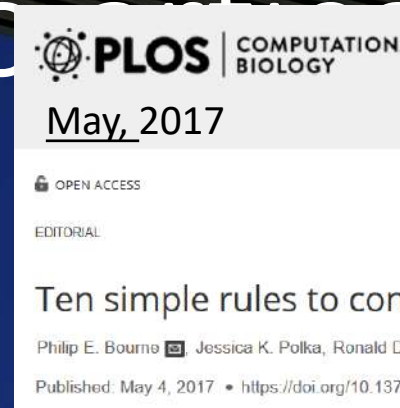 PLOS COMPUTATION
BIOLOGY
May, 2017
OPEN ACCESS
EDITORIAL
Ten simple rules to con
Philip E. Bourne, Jessica K. Polka, Ronald D
Published: May 4, 2017 • https://doi.org/10.137